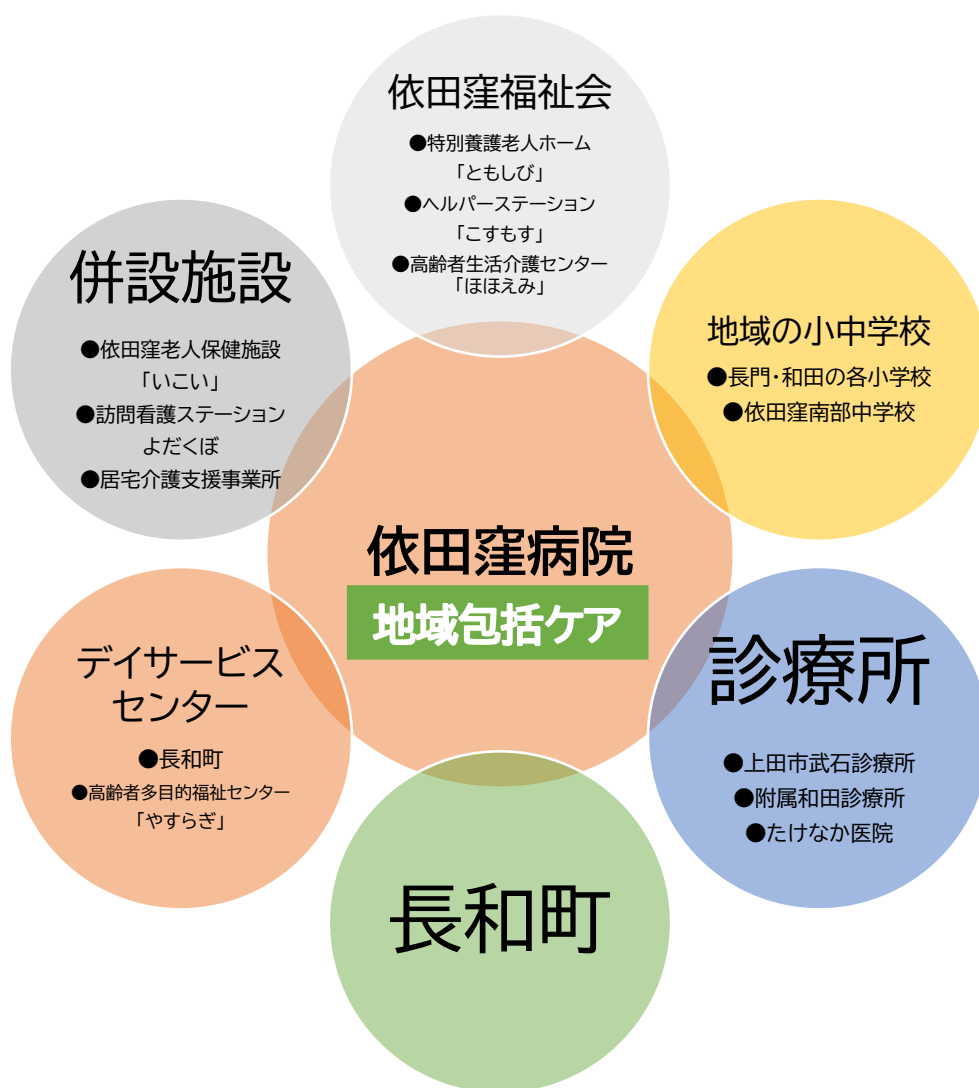 依田窪福祉会
●特別養護老人ホーム
「ともしび」
●ヘルパーステーション
「こすもす」
●高齢者生活介護センター
「ほほえみ」
併設施設
●依田窪老人保健施設
「いこい」
●訪問看護ステーション
よだくぼ
●居宅介護支援事業所
地域の小中学校
●長門・和田の各小学校
●依田窪南部中学校
依田窪病院
地域包括ケア
デイサービス
センター
●長和町
●高齢者多目的福祉センター
「やすらぎ」
診療所
●上田市武石診療所
●附属和田診療所
●たけなか医院
長和町